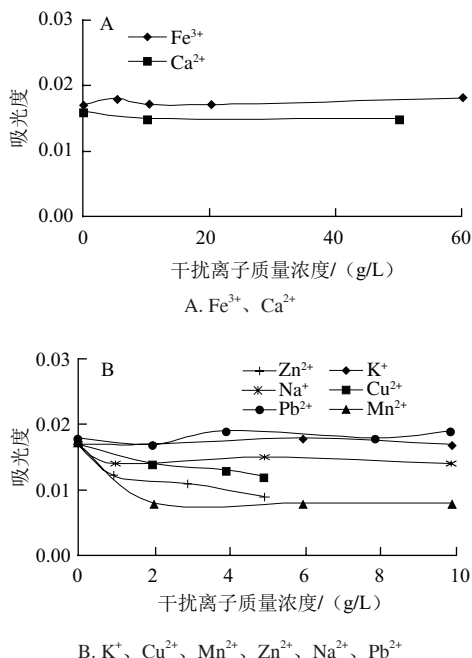 A
Fe³⁺
Ca²⁺
0.03
0.02
0.01
0.00
吸光度
0 20 40 60
干扰离子质量浓度/（g/L）
A. Fe³⁺、Ca²⁺
B
Zn²⁺ K⁺
Na⁺ Cu²⁺
Pb²⁺ Mn²⁺
0.03
0.02
0.01
0.00
吸光度
0 2 4 6 8 10
干扰离子质量浓度/（g/L）
B. K⁺、Cu²⁺、Mn²⁺、Zn²⁺、Na⁺、Pb²⁺